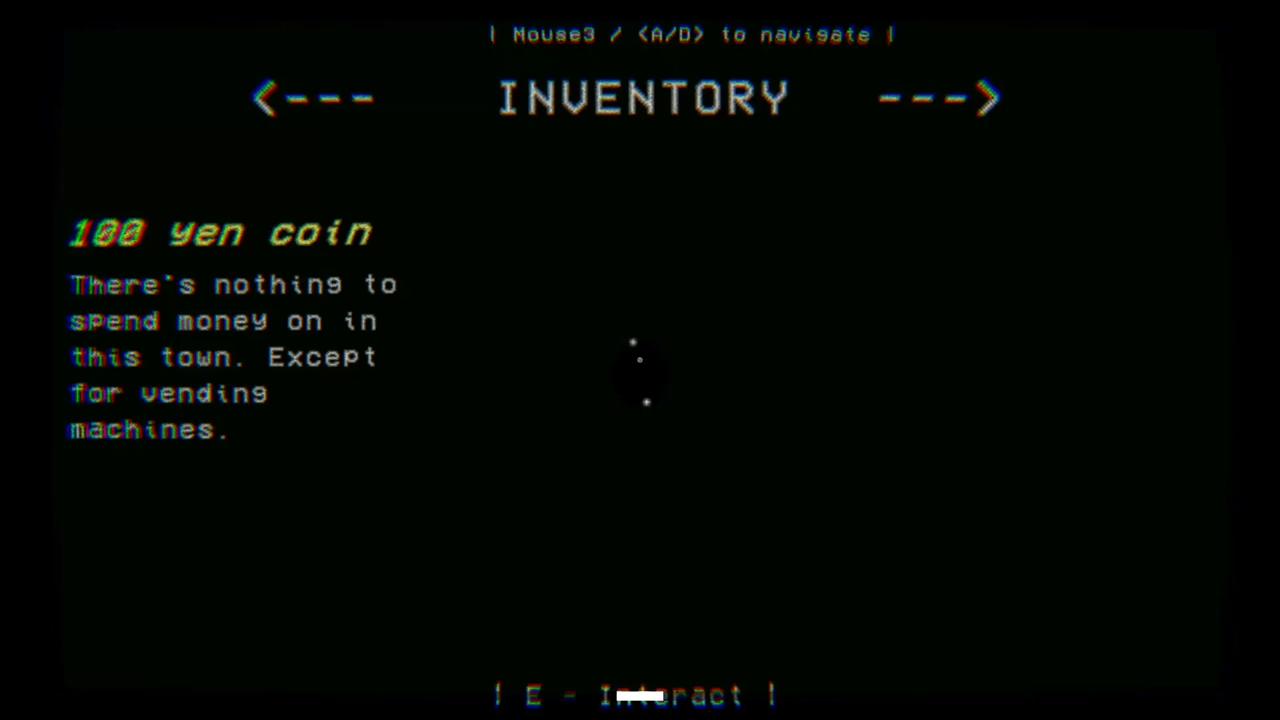 | Mouse3 / <A/D> to navigate |
<--- INVENTORY --->
100 yen coin
There's nothing to
spend money on in
this town. Except
for vending
machines.
| E - Interact |